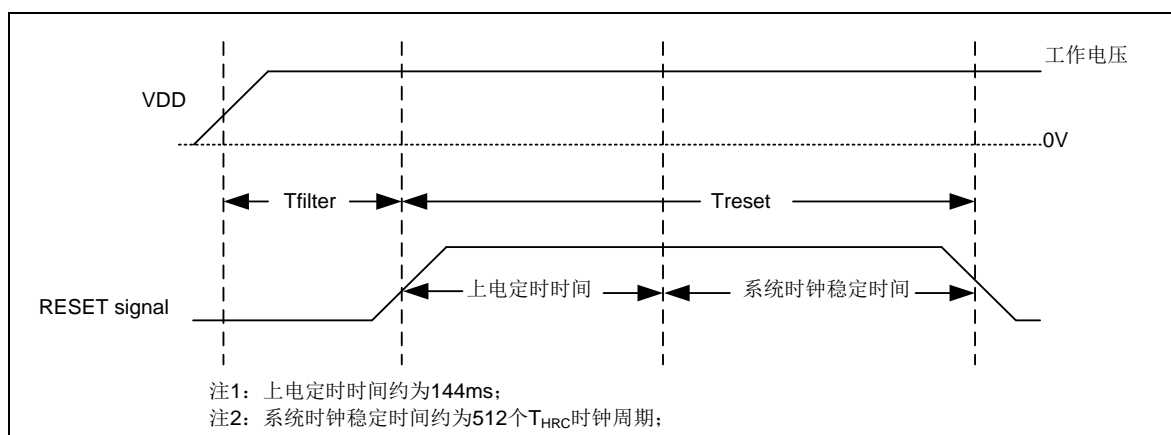 工作电压
VDD
0V
Tfilter
Treset
上电定时时间
系统时钟稳定时间
RESET signal
注1：上电定时时间约为144ms；
注2：系统时钟稳定时间约为512个THRC时钟周期；